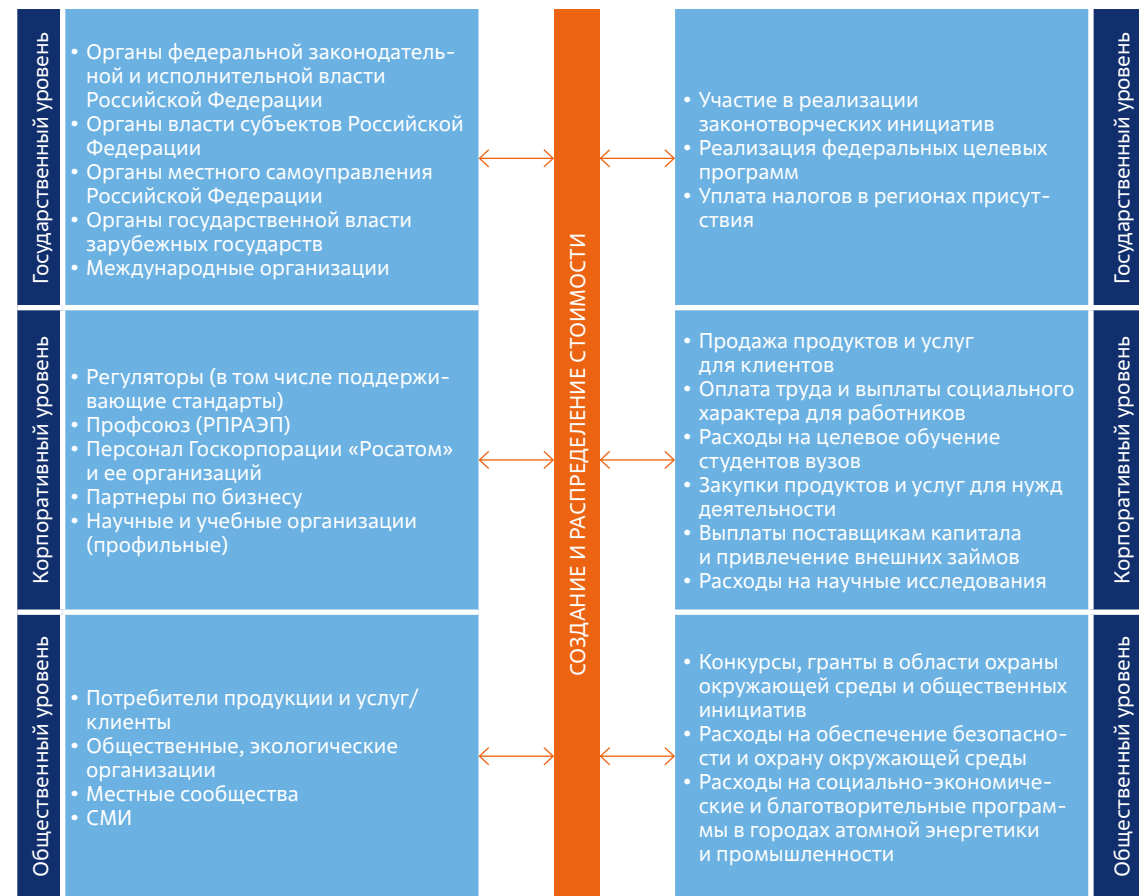 Государственный уровень
• Органы федеральной законодатель-
ной и исполнительной власти
Российской Федерации
• Органы власти субъектов Российской
Федерации
• Органы местного самоуправления
Российской Федерации
• Органы государственной власти
зарубежных государств
• Международные организации
Корпоративный уровень
• Регуляторы (в том числе поддержи-
вающие стандарты)
• Профсоюз (РПРАЭП)
• Персонал Госкорпорации «Росатом»
и ее организаций
• Партнеры по бизнесу
• Научные и учебные организации
(профильные)
Общественный уровень
• Потребители продукции и услуг/
клиенты
• Общественные, экологические
организации
• Местные сообщества
• СМИ
СОЗДАНИЕ И РАСПРЕДЕЛЕНИЕ СТОИМОСТИ
• Участие в реализации
законотворческих инициатив
• Реализация федеральных целевых
программ
• Уплата налогов в регионах присут-
ствия
Государственный уровень
• Продажа продуктов и услуг
для клиентов
• Оплата труда и выплаты социального
характера для работников
• Расходы на целевое обучение
студентов вузов
• Закупки продуктов и услуг для нужд
деятельности
• Выплаты поставщикам капитала
и привлечение внешних займов
• Расходы на научные исследования
Корпоративный уровень
• Конкурсы, гранты в области охраны
окружающей среды и общественных
инициатив
• Расходы на обеспечение безопасно-
сти и охрану окружающей среды
• Расходы на социально-экономиче-
ские и благотворительные програм-
мы в городах атомной энергетики
и промышленности
Общественный уровень